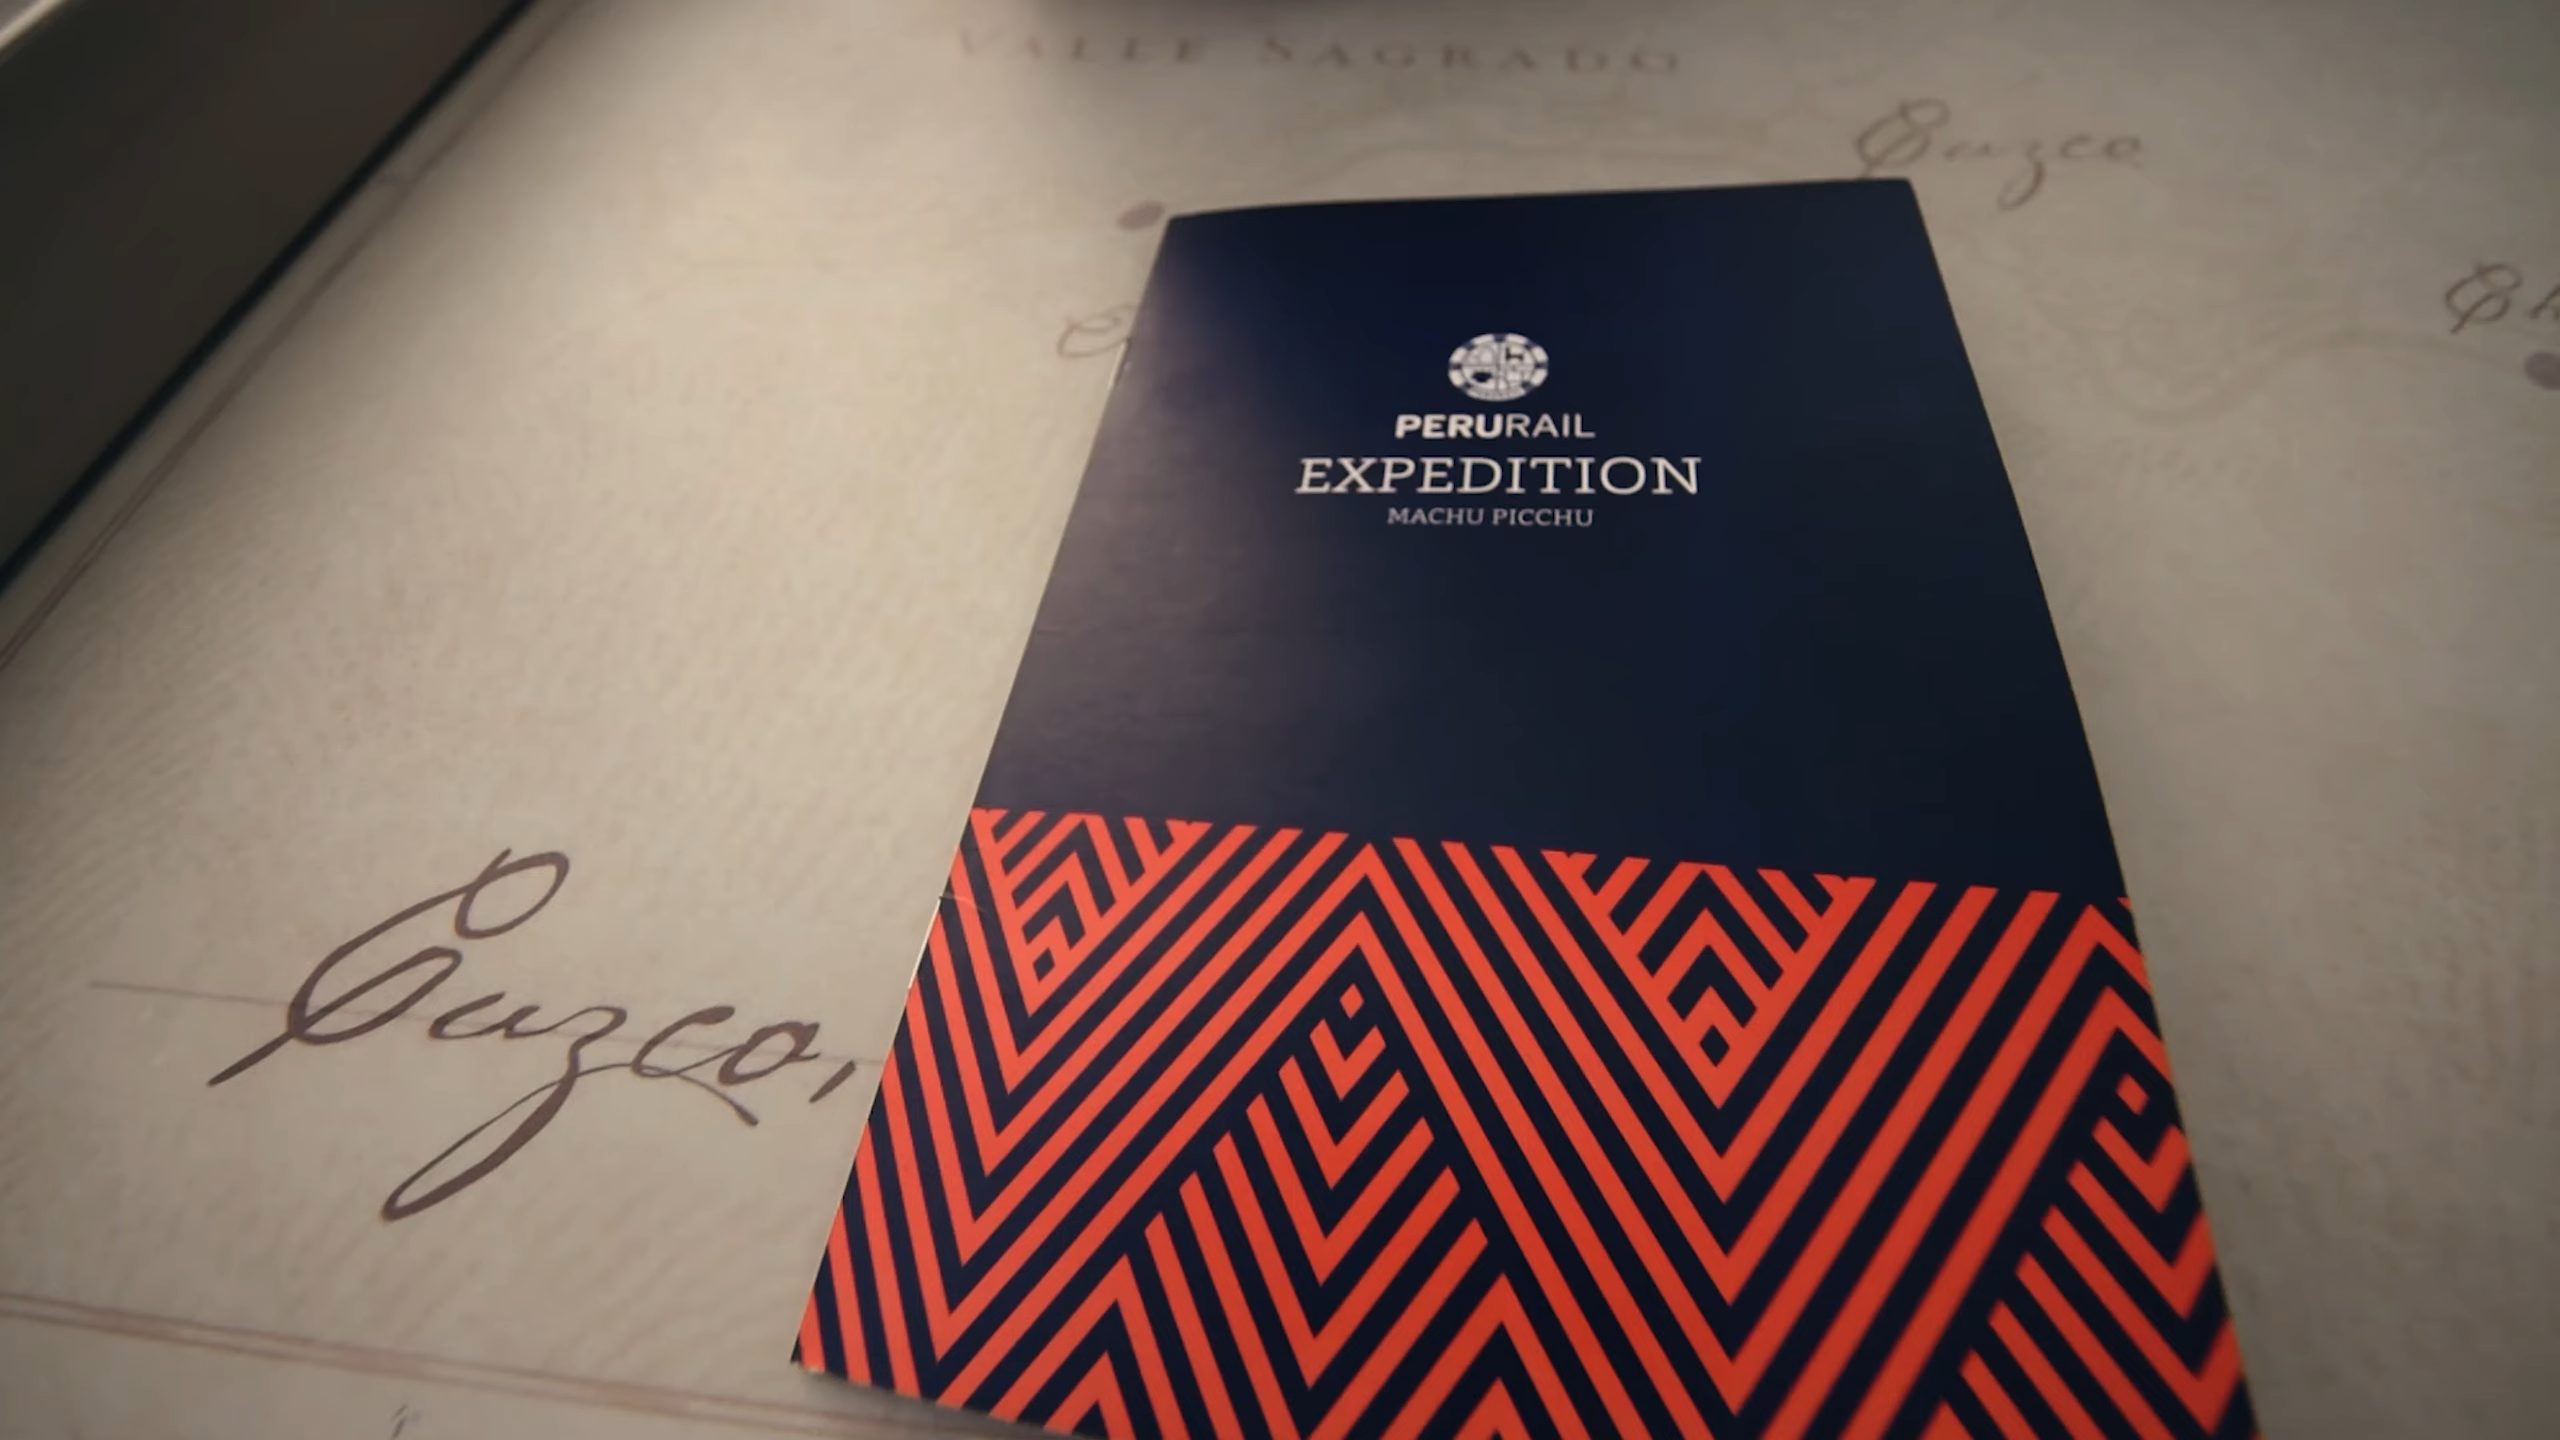 VALLE SAGRADO
Cuzco
PERURAIL
EXPEDITION
MACHU PICCHU
Cuzco,